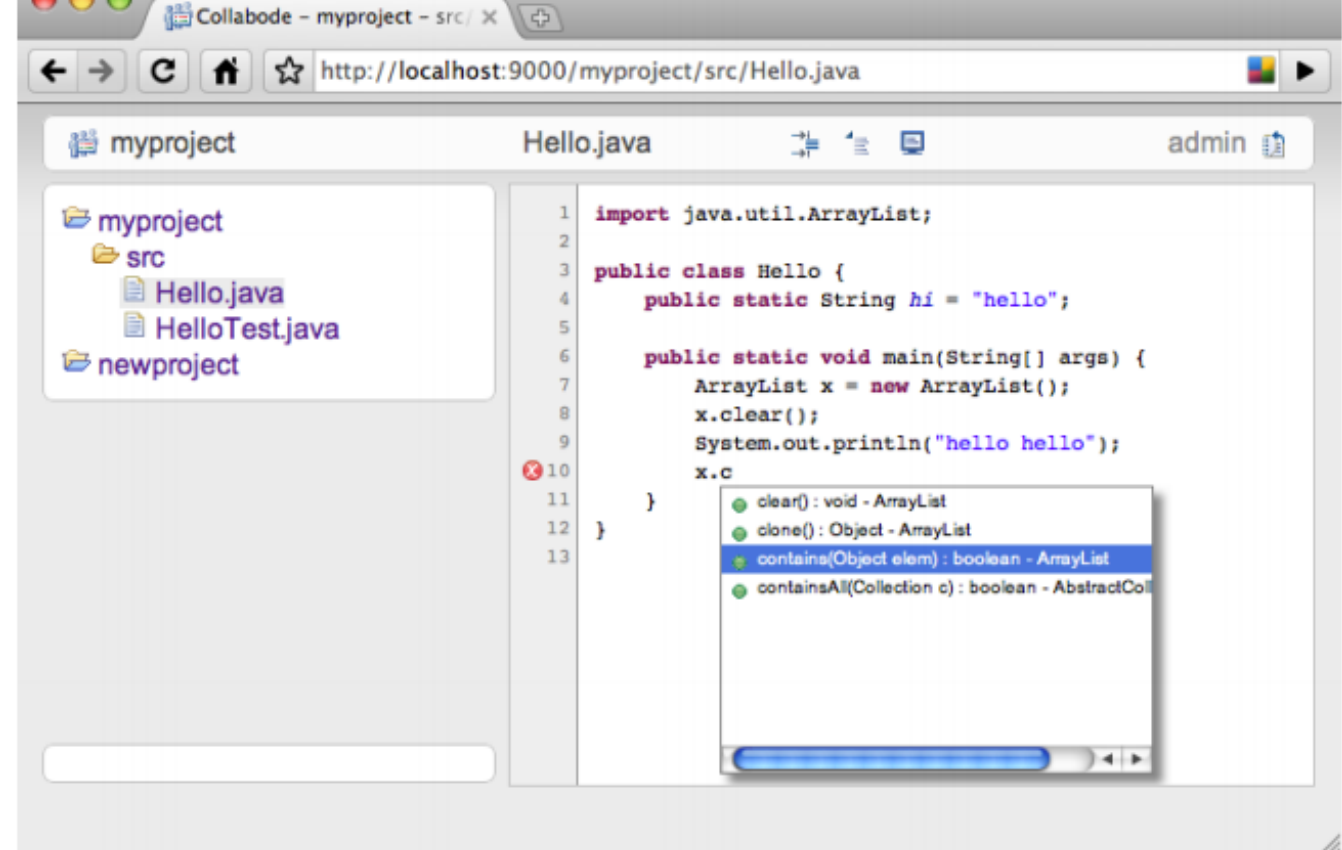 Collabode – myproject – src/
http://localhost:9000/myproject/src/Hello.java
myproject
Hello.java
admin
myproject
src
Hello.java
HelloTest.java
newproject
1 import java.util.ArrayList;
2
3 public class Hello {
4     public static String hi = "hello";
5
6     public static void main(String[] args) {
7         ArrayList x = new ArrayList();
8         x.clear();
9         System.out.println("hello hello");
10         x.c
11     }
12 }
13
clear() : void - ArrayList
clone() : Object - ArrayList
contains(Object elem) : boolean - ArrayList
containsAll(Collection c) : boolean - AbstractColl